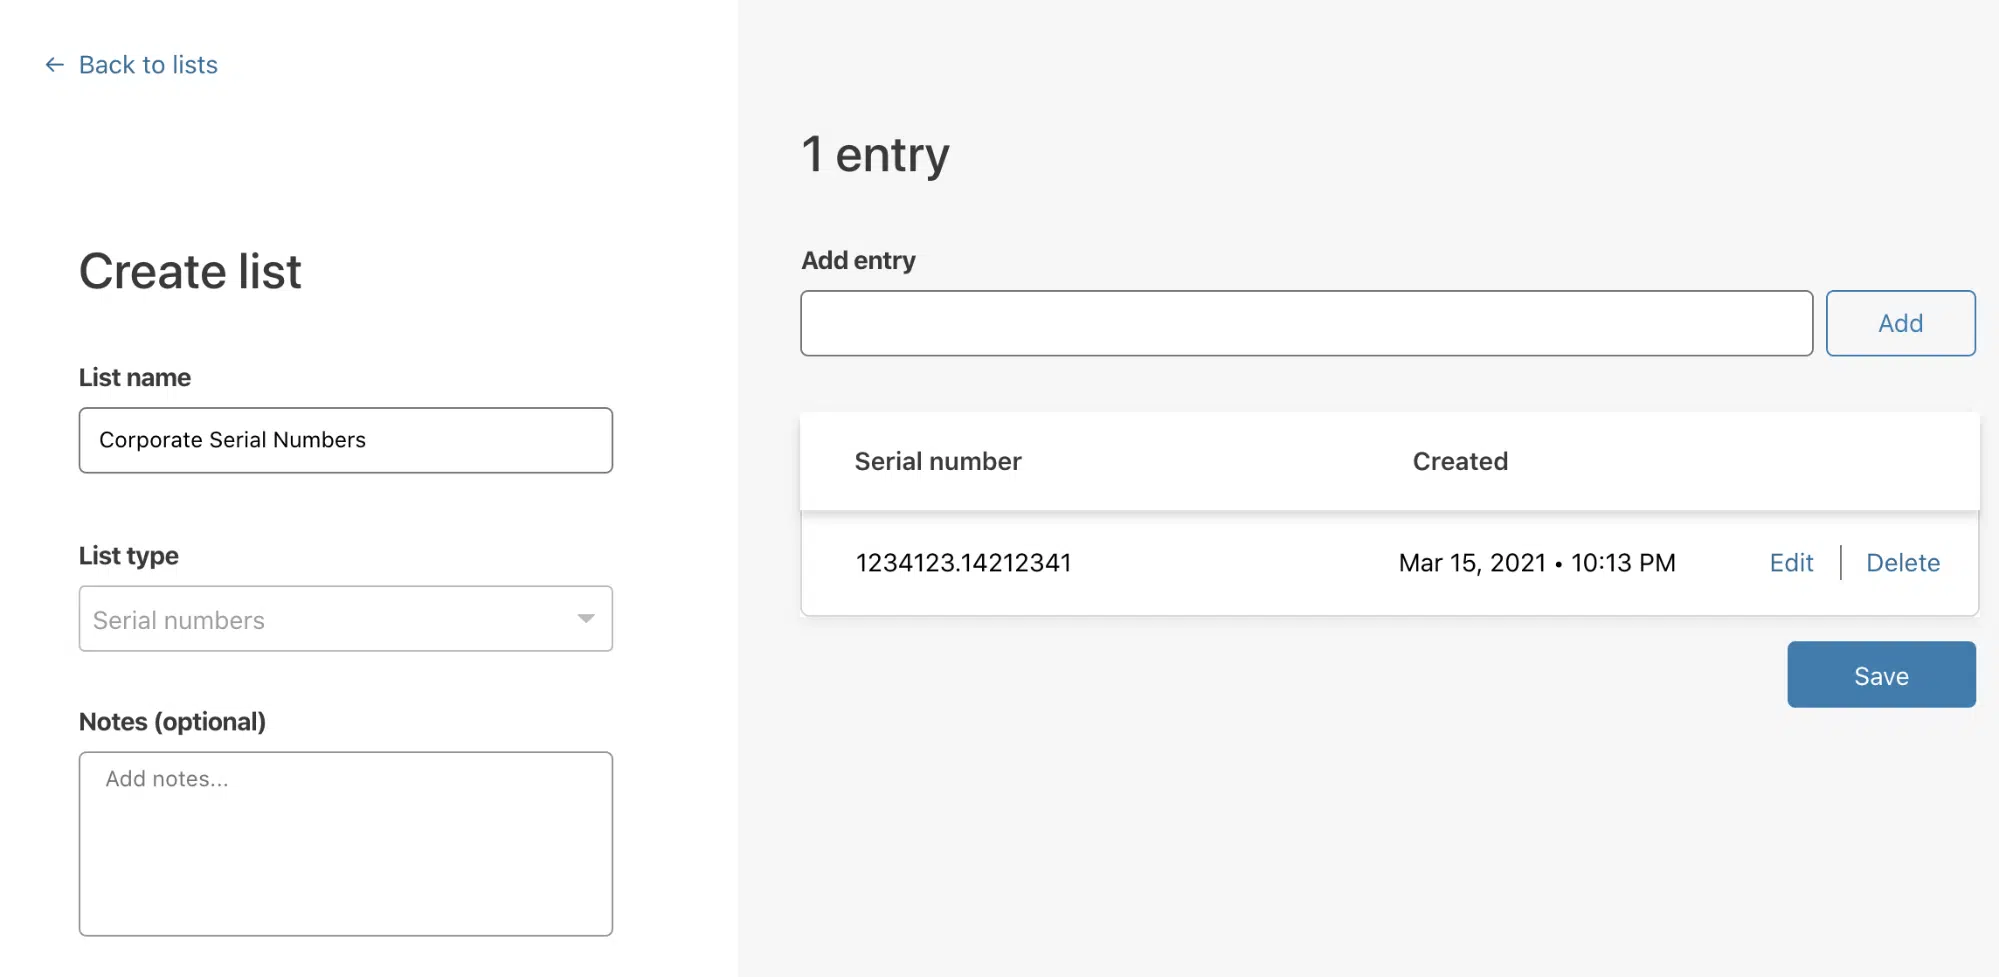 ← Back to lists
Create list
List name
Corporate Serial Numbers
List type
Serial numbers
Notes (optional)
Add notes...
1 entry
Add entry
Add
Serial number Created
1234123.14212341 Mar 15, 2021 • 10:13 PM Edit | Delete
Save